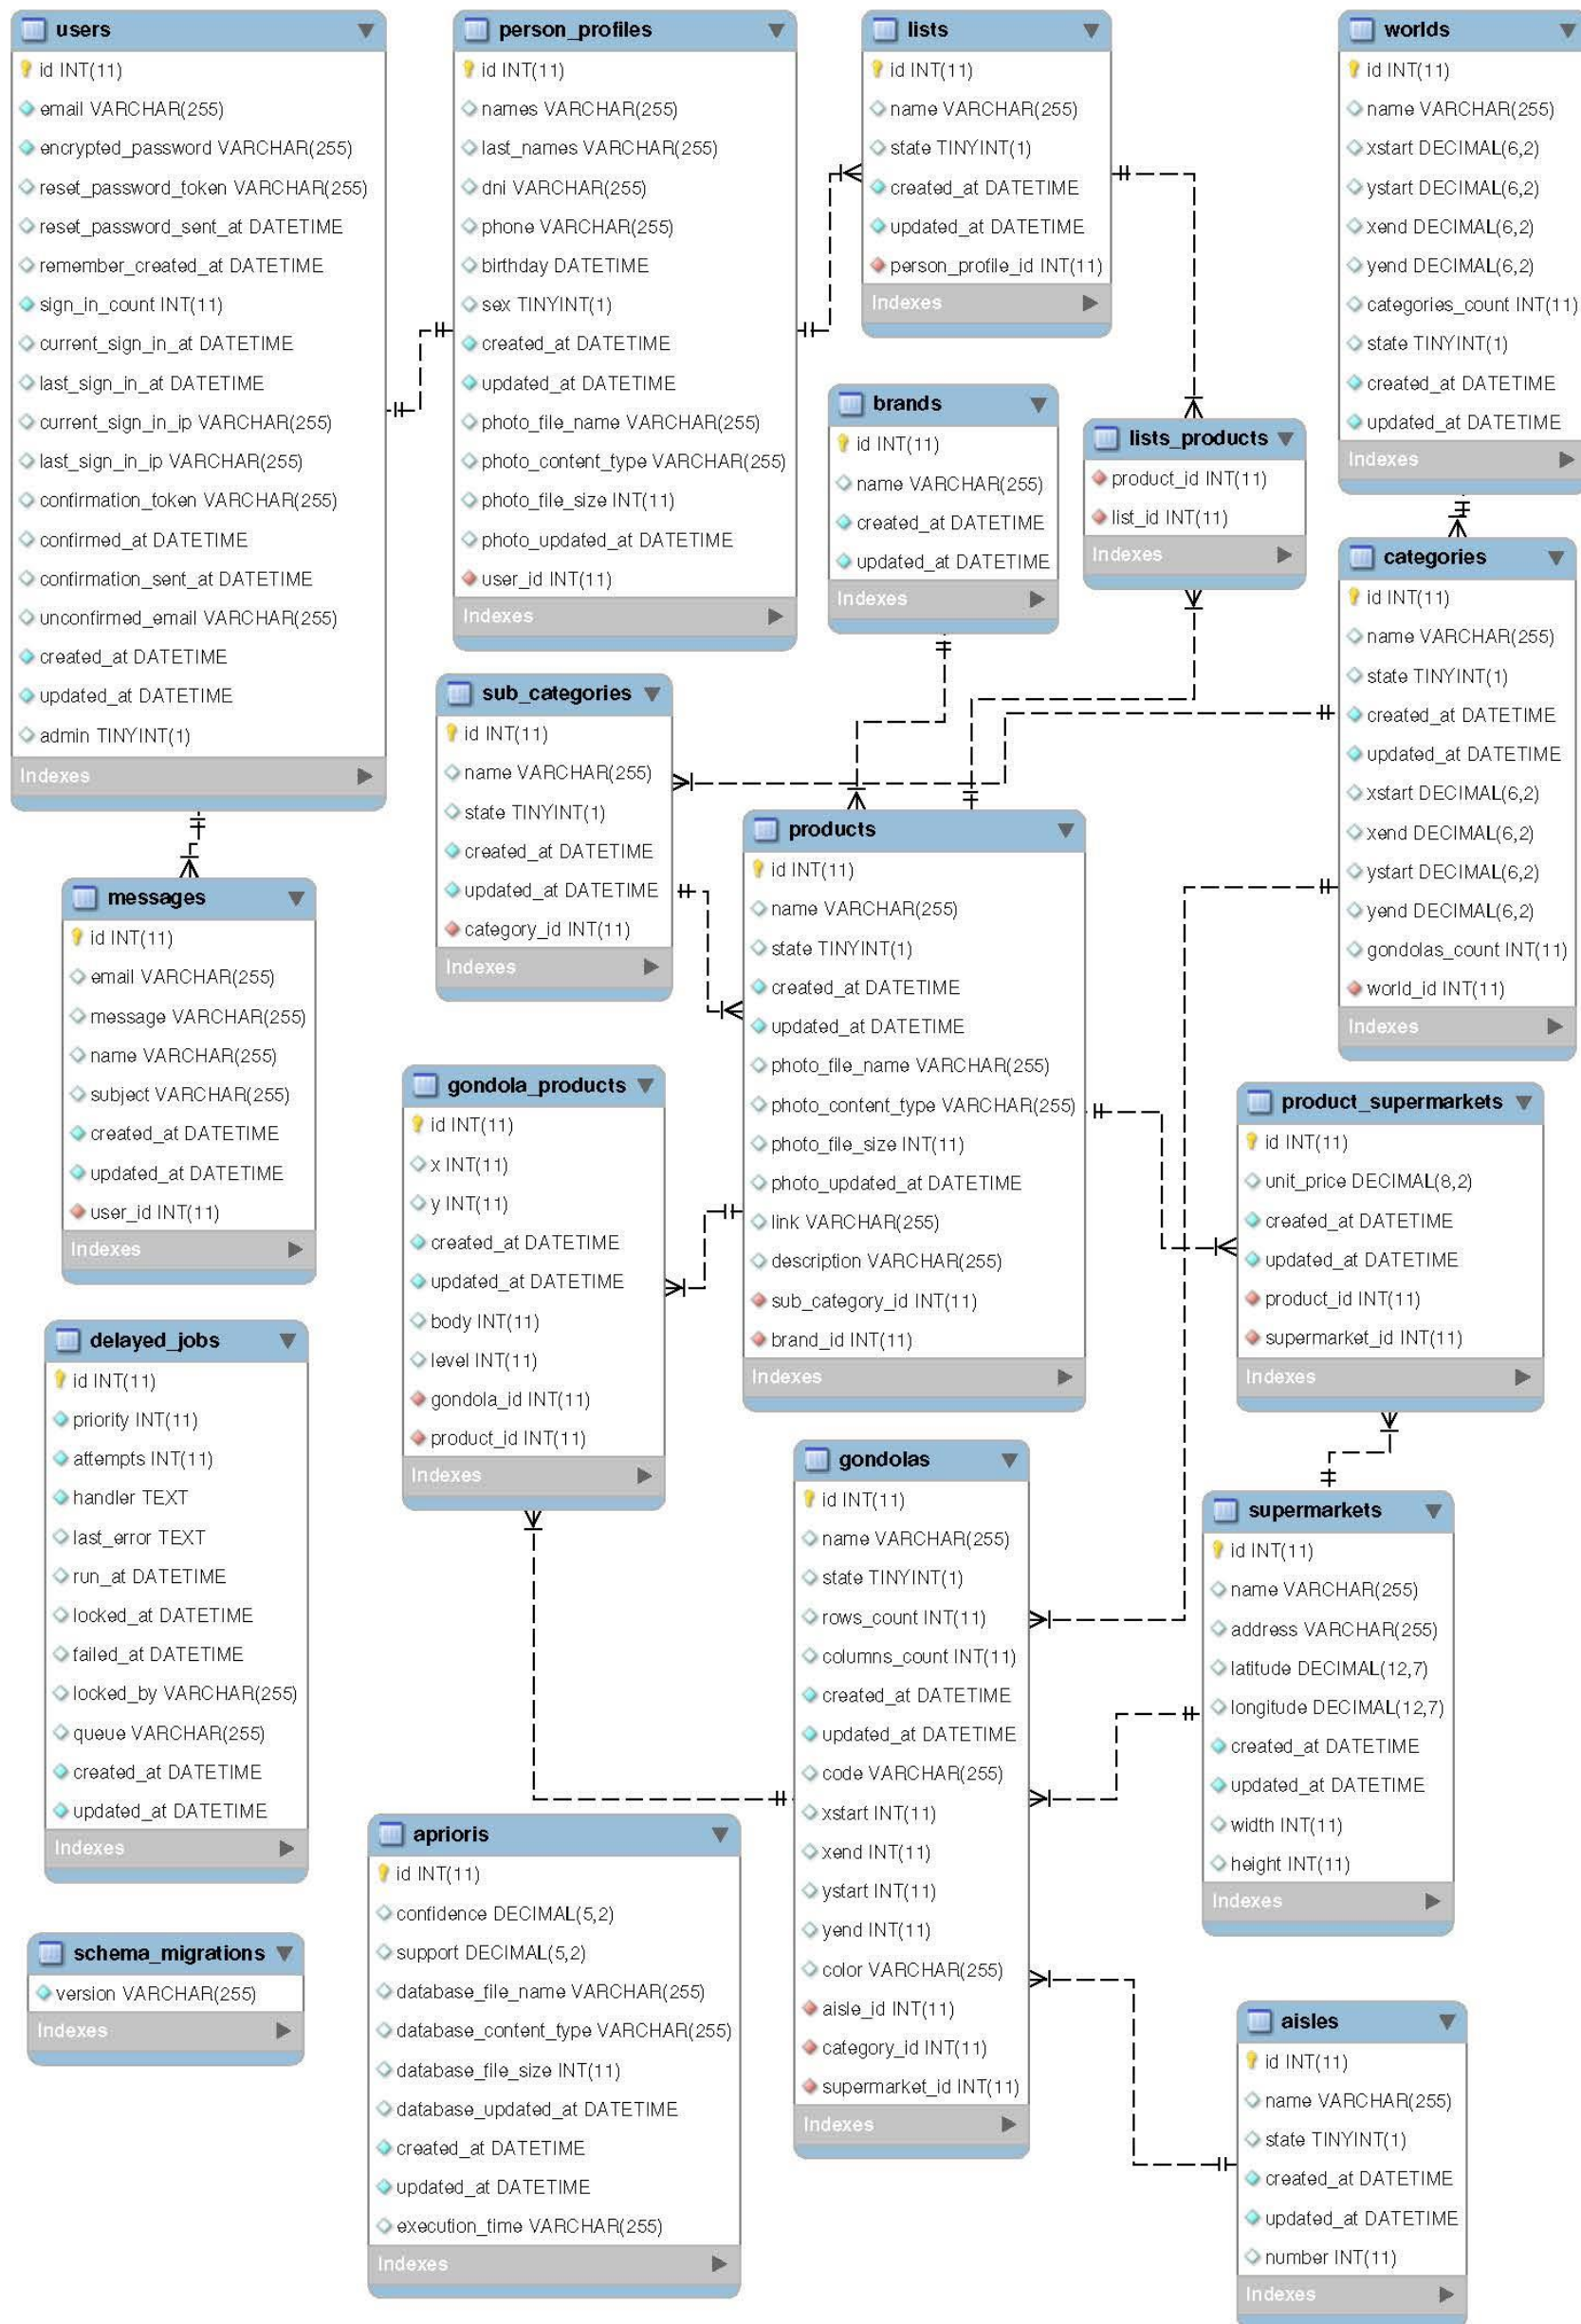 users
id INT(11)
email VARCHAR(255)
encrypted_password VARCHAR(255)
reset_password_token VARCHAR(255)
reset_password_sent_at DATETIME
remember_created_at DATETIME
sign_in_count INT(11)
current_sign_in_at DATETIME
last_sign_in_at DATETIME
current_sign_in_ip VARCHAR(255)
last_sign_in_ip VARCHAR(255)
confirmation_token VARCHAR(255)
confirmed_at DATETIME
confirmation_sent_at DATETIME
unconfirmed_email VARCHAR(255)
created_at DATETIME
updated_at DATETIME
admin TINYINT(1)
Indexes
person_profiles
id INT(11)
names VARCHAR(255)
last_names VARCHAR(255)
dni VARCHAR(255)
phone VARCHAR(255)
birthday DATETIME
sex TINYINT(1)
created_at DATETIME
updated_at DATETIME
photo_file_name VARCHAR(255)
photo_content_type VARCHAR(255)
photo_file_size INT(11)
photo_updated_at DATETIME
user_id INT(11)
Indexes
lists
id INT(11)
name VARCHAR(255)
state TINYINT(1)
created_at DATETIME
updated_at DATETIME
person_profile_id INT(11)
Indexes
worlds
id INT(11)
name VARCHAR(255)
xstart DECIMAL(6,2)
ystart DECIMAL(6,2)
xend DECIMAL(6,2)
yend DECIMAL(6,2)
categories_count INT(11)
state TINYINT(1)
created_at DATETIME
updated_at DATETIME
Indexes
brands
id INT(11)
name VARCHAR(255)
created_at DATETIME
updated_at DATETIME
Indexes
lists_products
product_id INT(11)
list_id INT(11)
Indexes
categories
id INT(11)
name VARCHAR(255)
state TINYINT(1)
created_at DATETIME
updated_at DATETIME
xstart DECIMAL(6,2)
xend DECIMAL(6,2)
ystart DECIMAL(6,2)
yend DECIMAL(6,2)
gondolas_count INT(11)
world_id INT(11)
Indexes
sub_categories
id INT(11)
name VARCHAR(255)
state TINYINT(1)
created_at DATETIME
updated_at DATETIME
category_id INT(11)
Indexes
products
id INT(11)
name VARCHAR(255)
state TINYINT(1)
created_at DATETIME
updated_at DATETIME
photo_file_name VARCHAR(255)
photo_content_type VARCHAR(255)
photo_file_size INT(11)
photo_updated_at DATETIME
link VARCHAR(255)
description VARCHAR(255)
sub_category_id INT(11)
brand_id INT(11)
Indexes
messages
id INT(11)
email VARCHAR(255)
message VARCHAR(255)
name VARCHAR(255)
subject VARCHAR(255)
created_at DATETIME
updated_at DATETIME
user_id INT(11)
Indexes
gondola_products
id INT(11)
x INT(11)
y INT(11)
created_at DATETIME
updated_at DATETIME
body INT(11)
level INT(11)
gondola_id INT(11)
product_id INT(11)
Indexes
product_supermarkets
id INT(11)
unit_price DECIMAL(8,2)
created_at DATETIME
updated_at DATETIME
product_id INT(11)
supermarket_id INT(11)
Indexes
delayed_jobs
id INT(11)
priority INT(11)
attempts INT(11)
handler TEXT
last_error TEXT
run_at DATETIME
locked_at DATETIME
failed_at DATETIME
locked_by VARCHAR(255)
queue VARCHAR(255)
created_at DATETIME
updated_at DATETIME
Indexes
gondolas
id INT(11)
name VARCHAR(255)
state TINYINT(1)
rows_count INT(11)
columns_count INT(11)
created_at DATETIME
updated_at DATETIME
code VARCHAR(255)
xstart INT(11)
xend INT(11)
ystart INT(11)
yend INT(11)
color VARCHAR(255)
aisle_id INT(11)
category_id INT(11)
supermarket_id INT(11)
Indexes
supermarkets
id INT(11)
name VARCHAR(255)
address VARCHAR(255)
latitude DECIMAL(12,7)
longitude DECIMAL(12,7)
created_at DATETIME
updated_at DATETIME
width INT(11)
height INT(11)
Indexes
aprioris
id INT(11)
confidence DECIMAL(5,2)
support DECIMAL(5,2)
database_file_name VARCHAR(255)
database_content_type VARCHAR(255)
database_file_size INT(11)
database_updated_at DATETIME
created_at DATETIME
updated_at DATETIME
execution_time VARCHAR(255)
Indexes
schema_migrations
version VARCHAR(255)
Indexes
aisles
id INT(11)
name VARCHAR(255)
state TINYINT(1)
created_at DATETIME
updated_at DATETIME
number INT(11)
Indexes